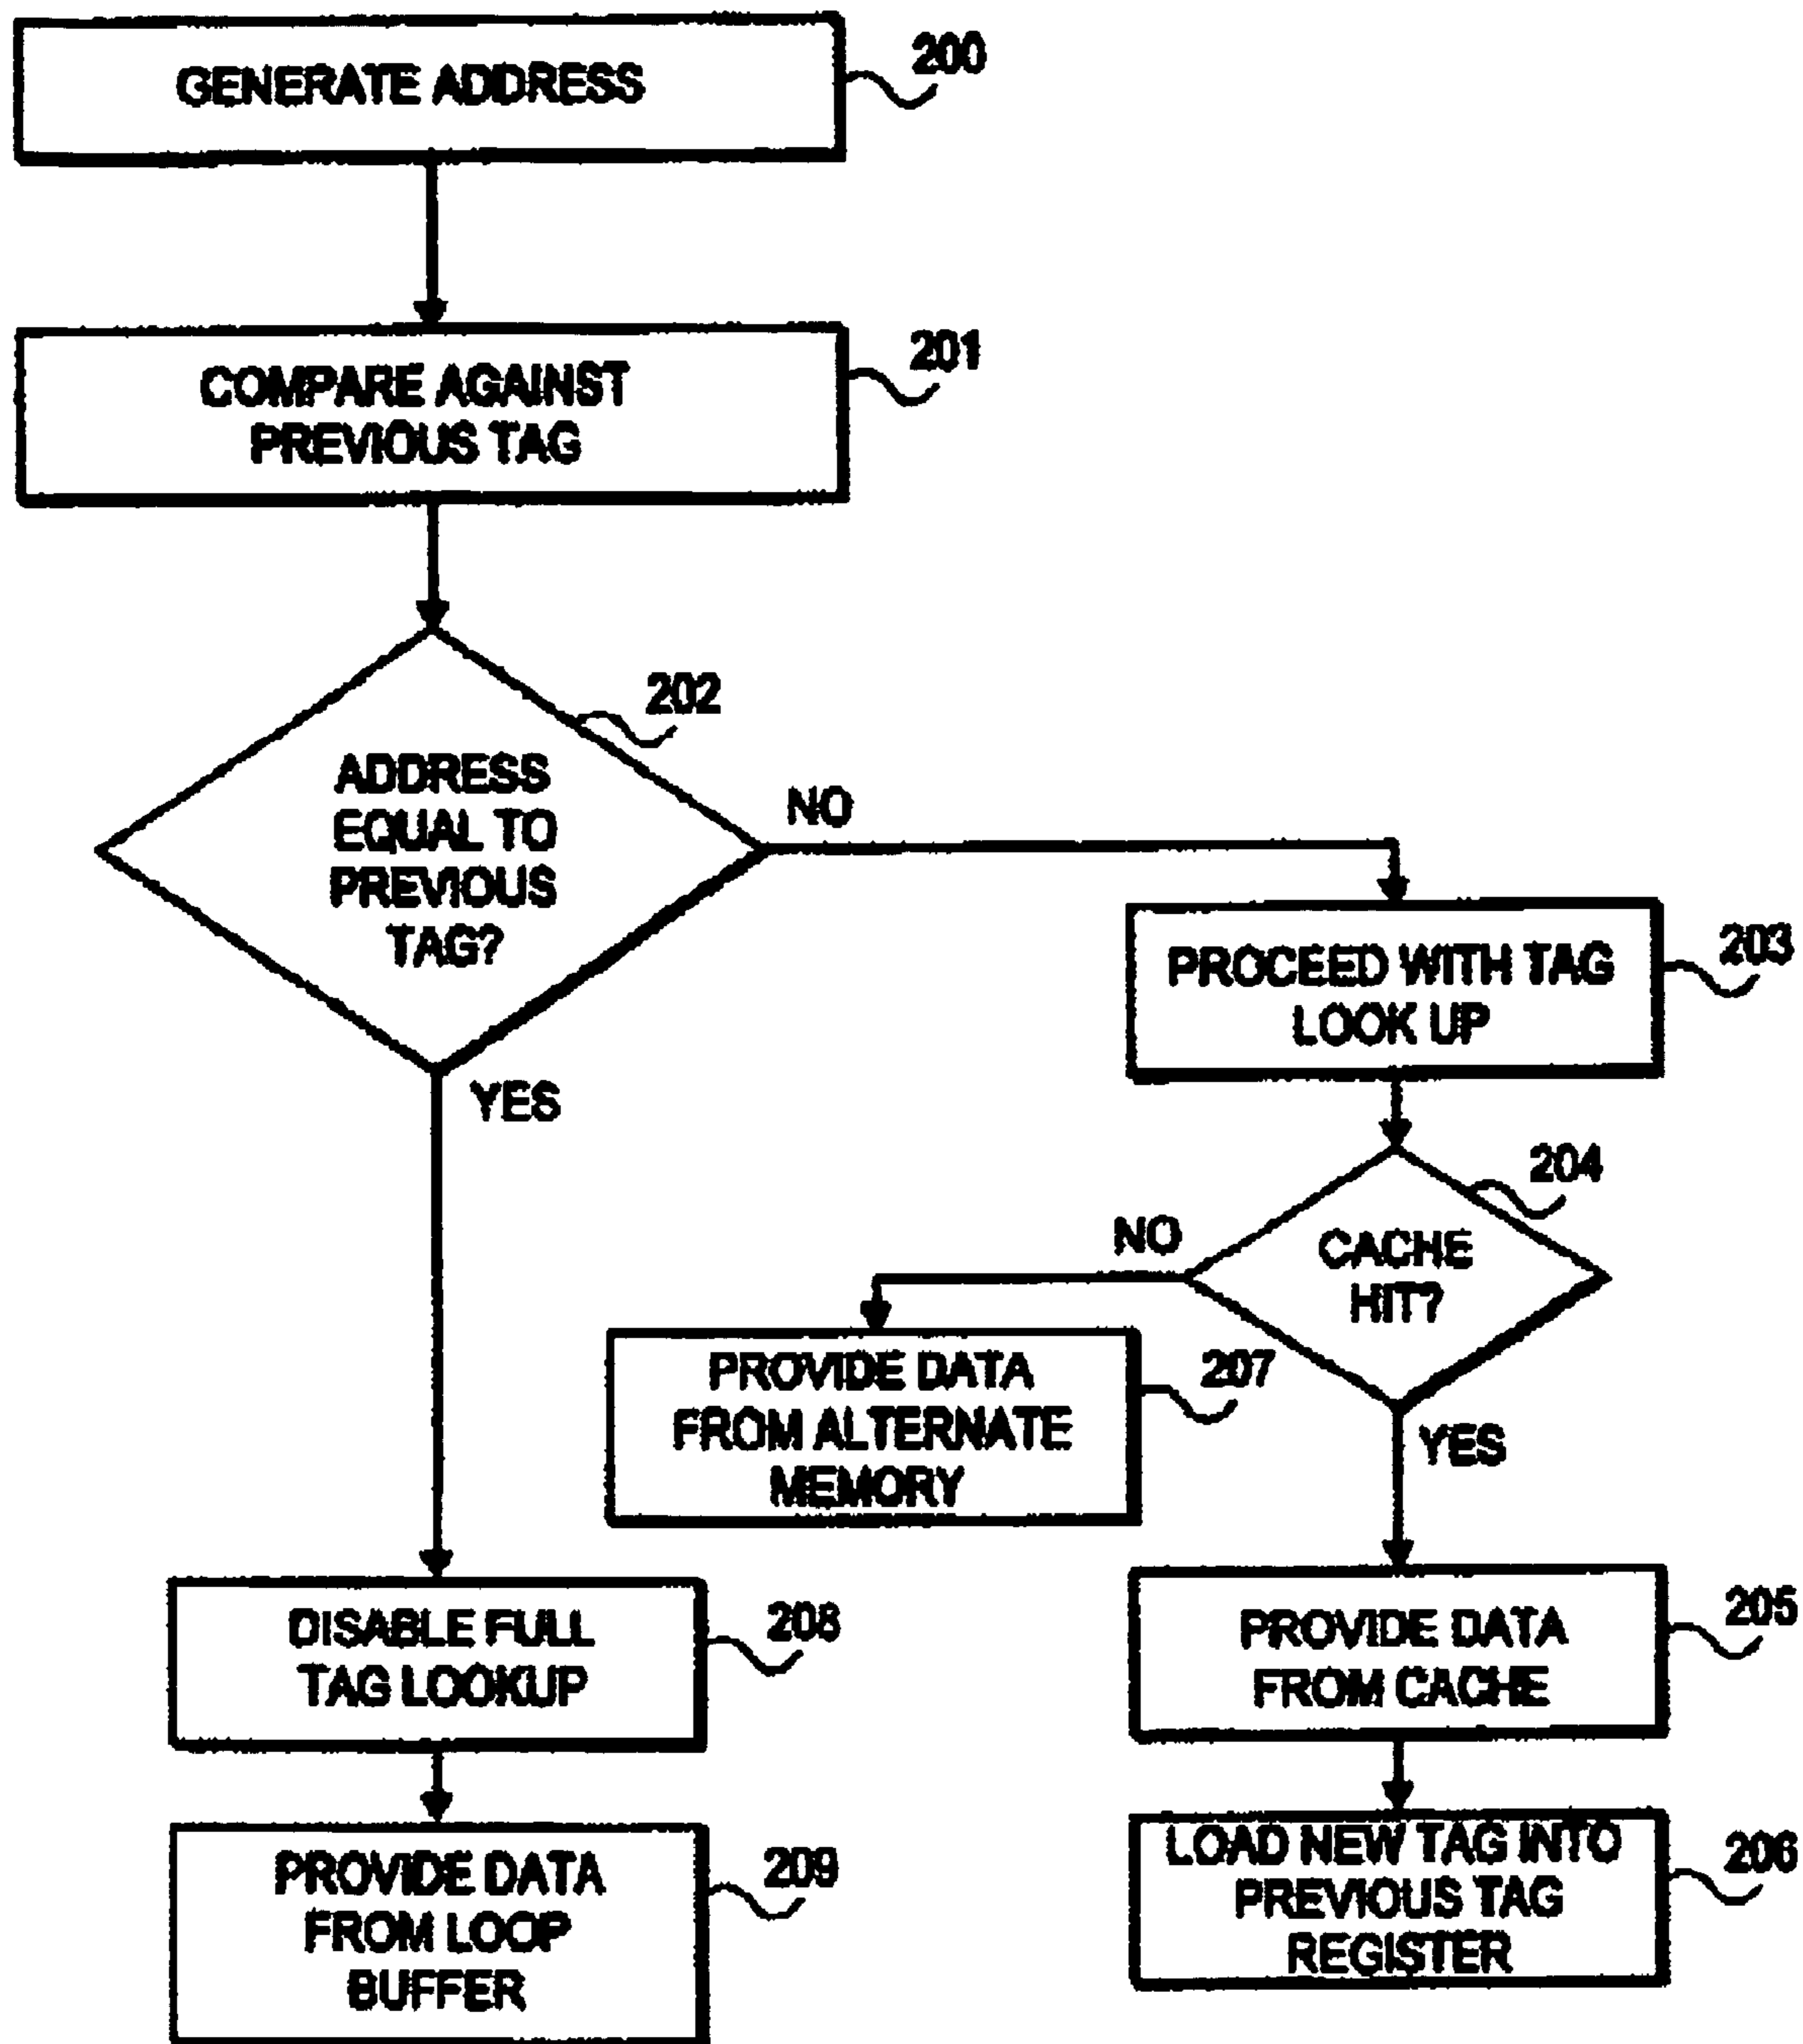 GENERATE ADDRESS
200
COMPARE AGAINST
PREVIOUS TAG
201
202
ADDRESS
EQUAL TO
PREVIOUS
TAG?
NO
YES
PROCEED WITH TAG
LOOK UP
203
204
CACHE
HIT?
NO
YES
PROVIDE DATA
FROM ALTERNATE
MEMORY
207
DISABLE FULL
TAG LOOKUP
208
PROVIDE DATA
FROM CACHE
205
PROVIDE DATA
FROM LOOP
BUFFER
209
LOAD NEW TAG INTO
PREVIOUS TAG
REGISTER
206